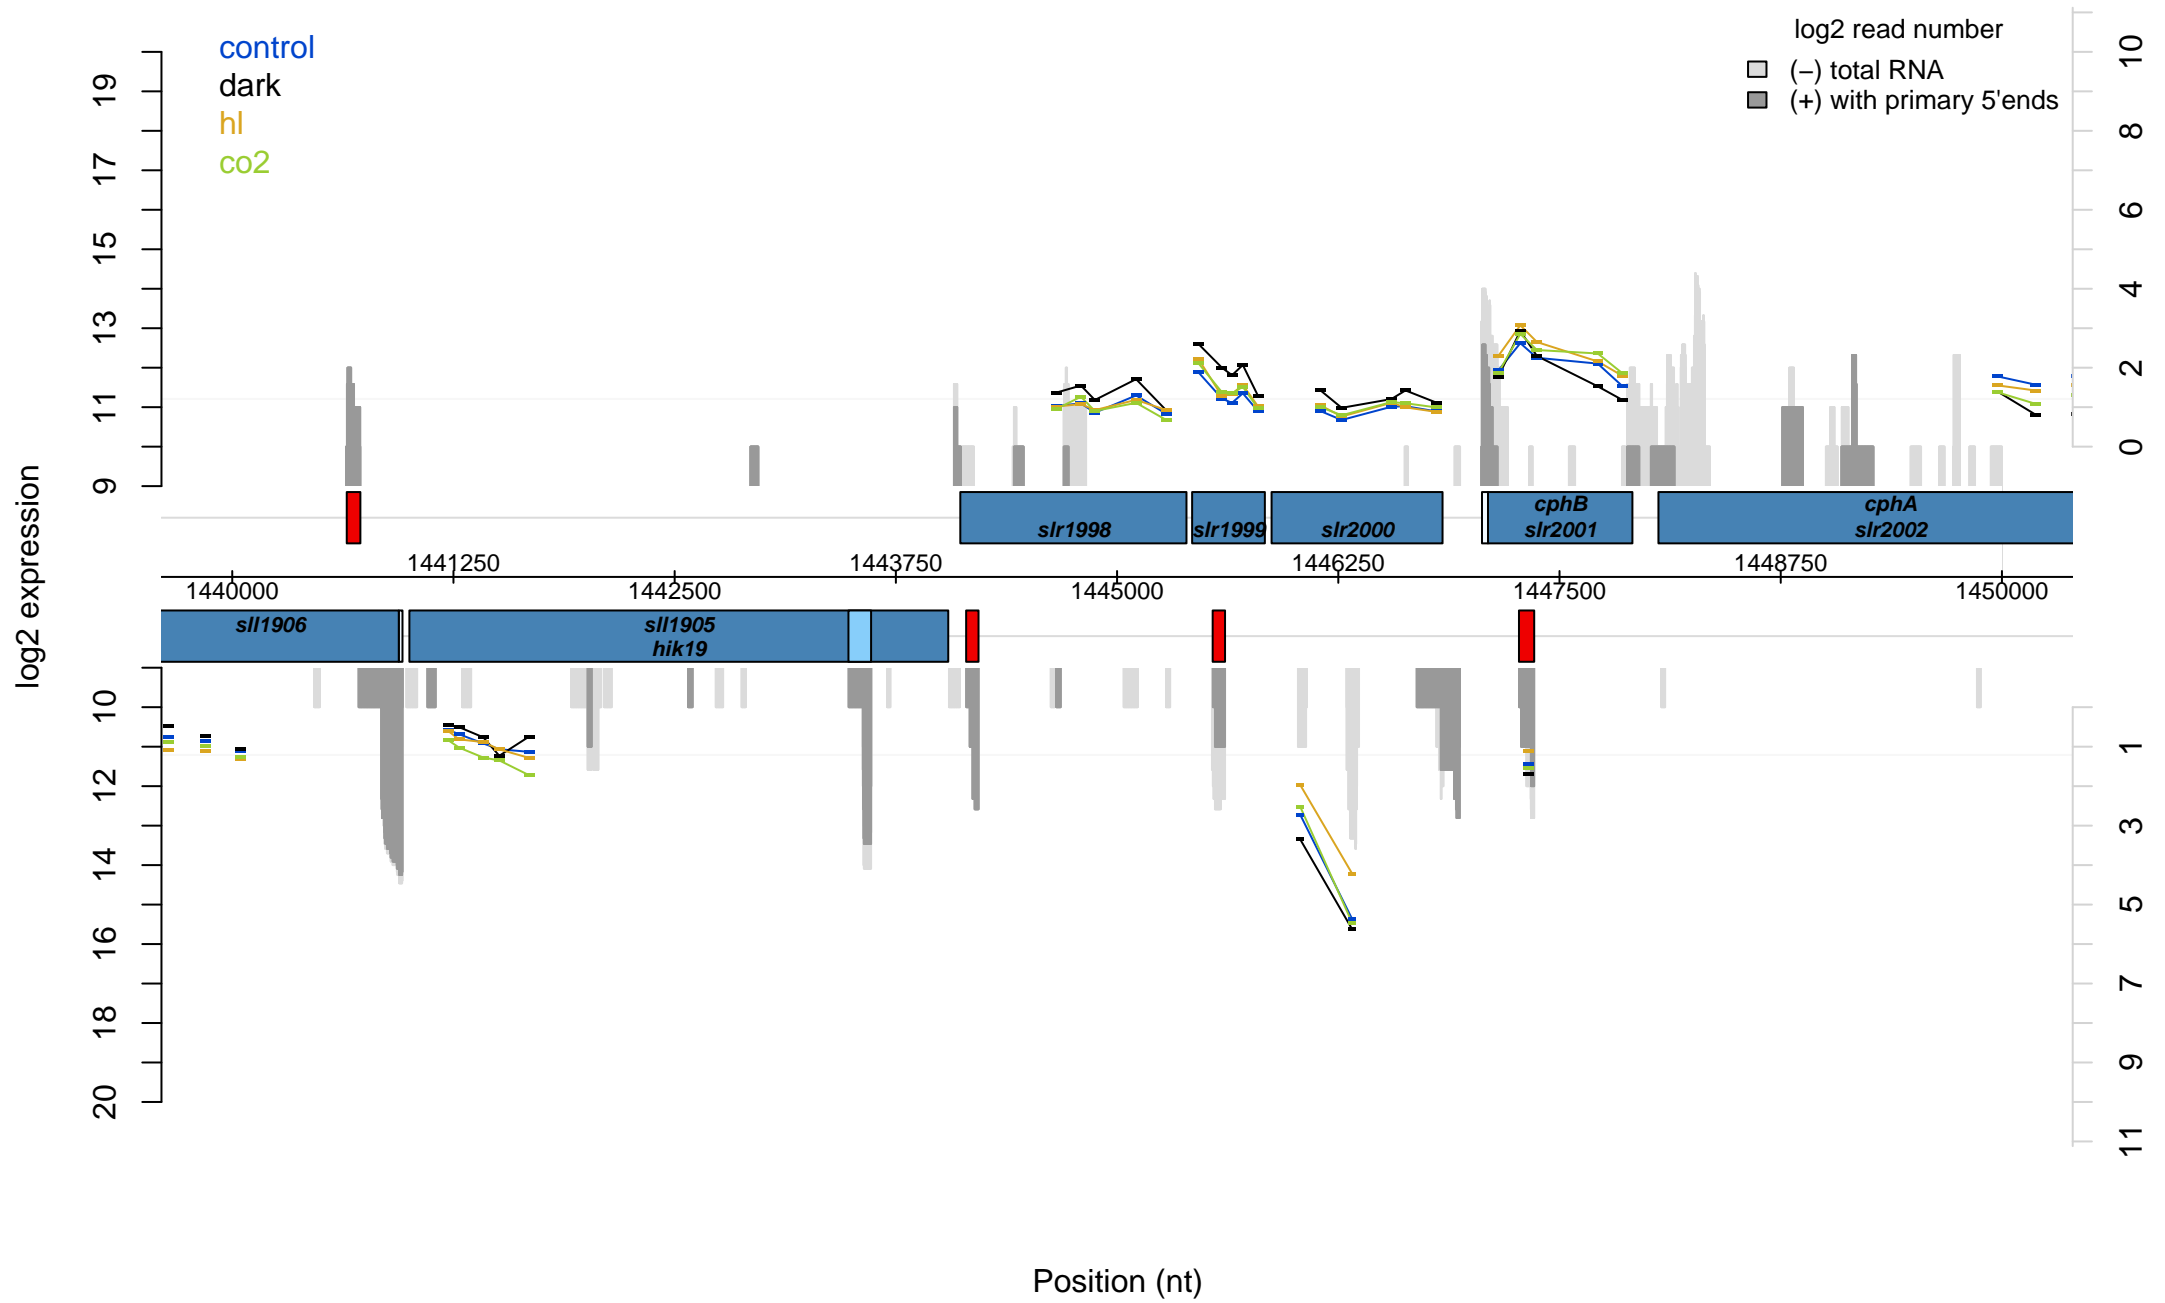 control
dark
hl
co2
log2 read number
(−) total RNA
(+) with primary 5'ends
19
17
15
13
11
9
10
8
6
4
2
0
log2 expression
cphB
cphA
slr1998
slr1999
slr2000
slr2001
slr2002
1441250
1443750
1446250
1448750
1440000
1442500
1445000
1447500
1450000
sll1906
sll1905
hik19
10
12
14
16
18
20
1
3
5
7
9
11
Position (nt)